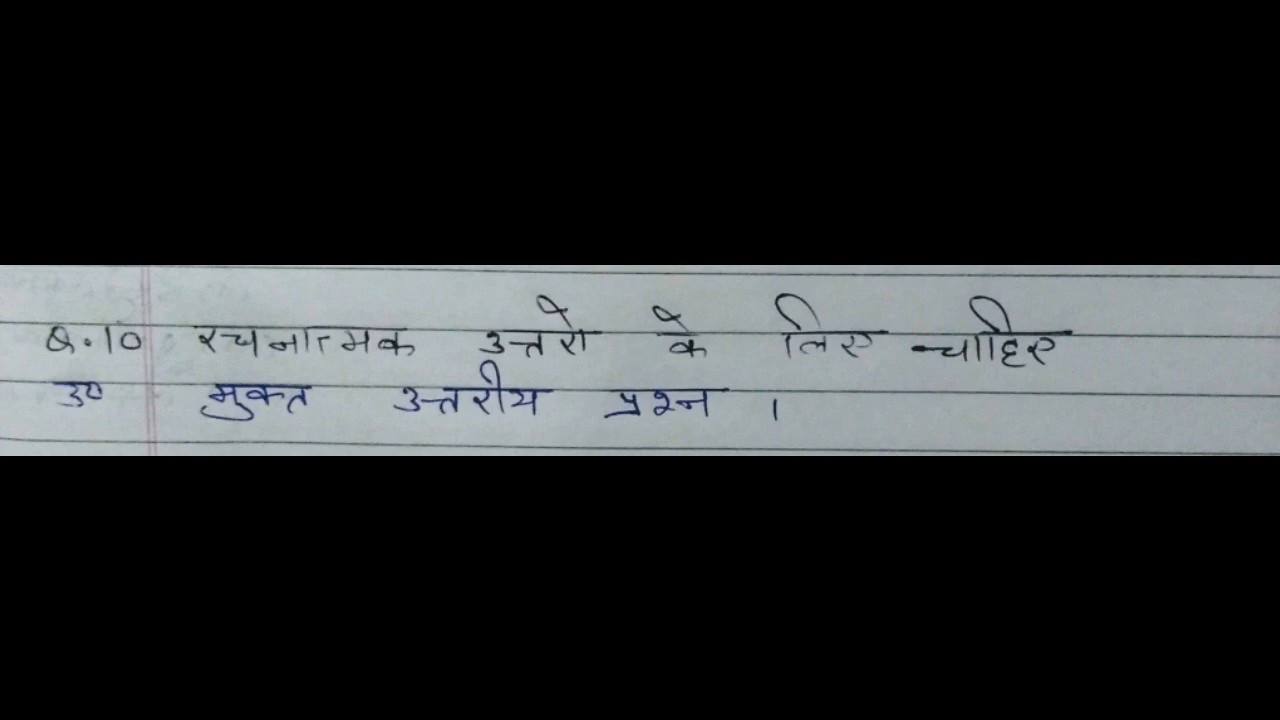 Q.10 रचनात्मक उत्तरो के लिए चाहिए
उ० मुक्त उत्तरीय प्रश्न ।